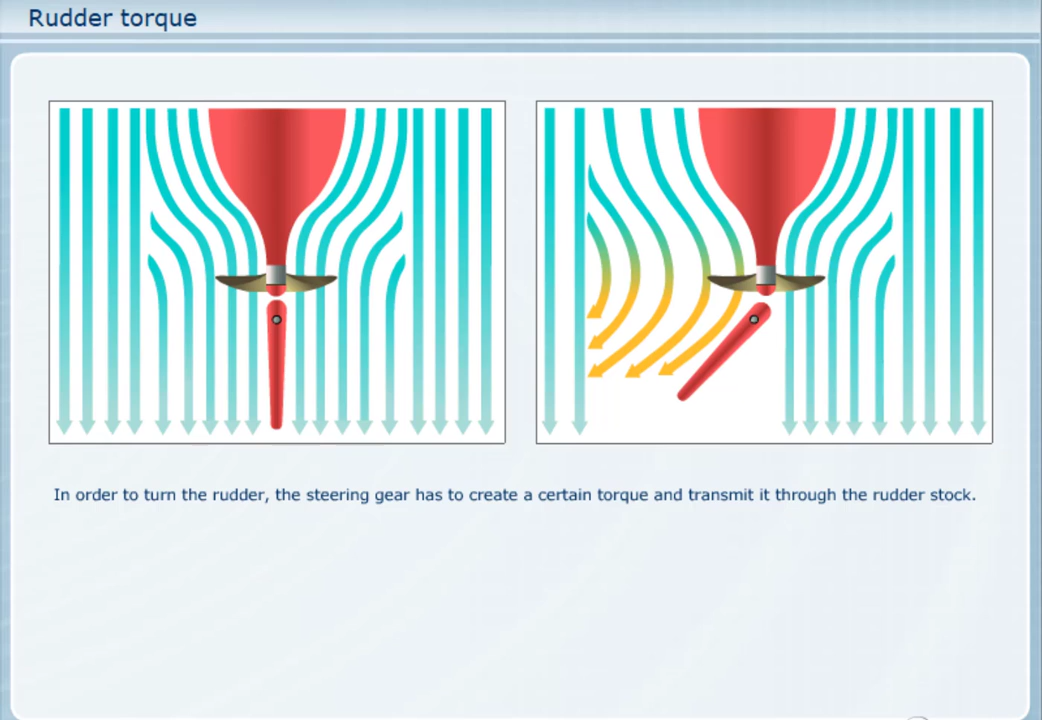 Rudder torque
In order to turn the rudder, the steering gear has to create a certain torque and transmit it through the rudder stock.